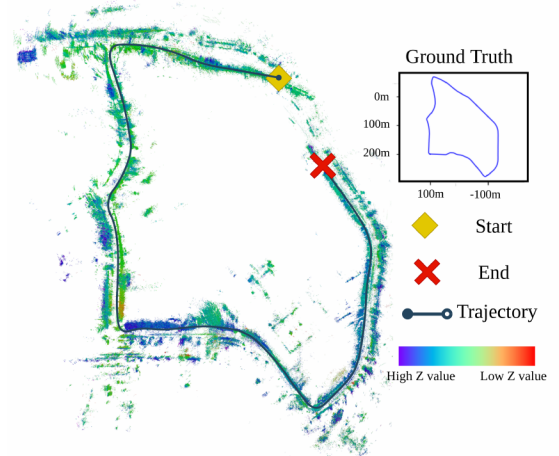 Ground Truth
0m
100m
200m
100m
-100m
Start
End
Trajectory
High Z value
Low Z value